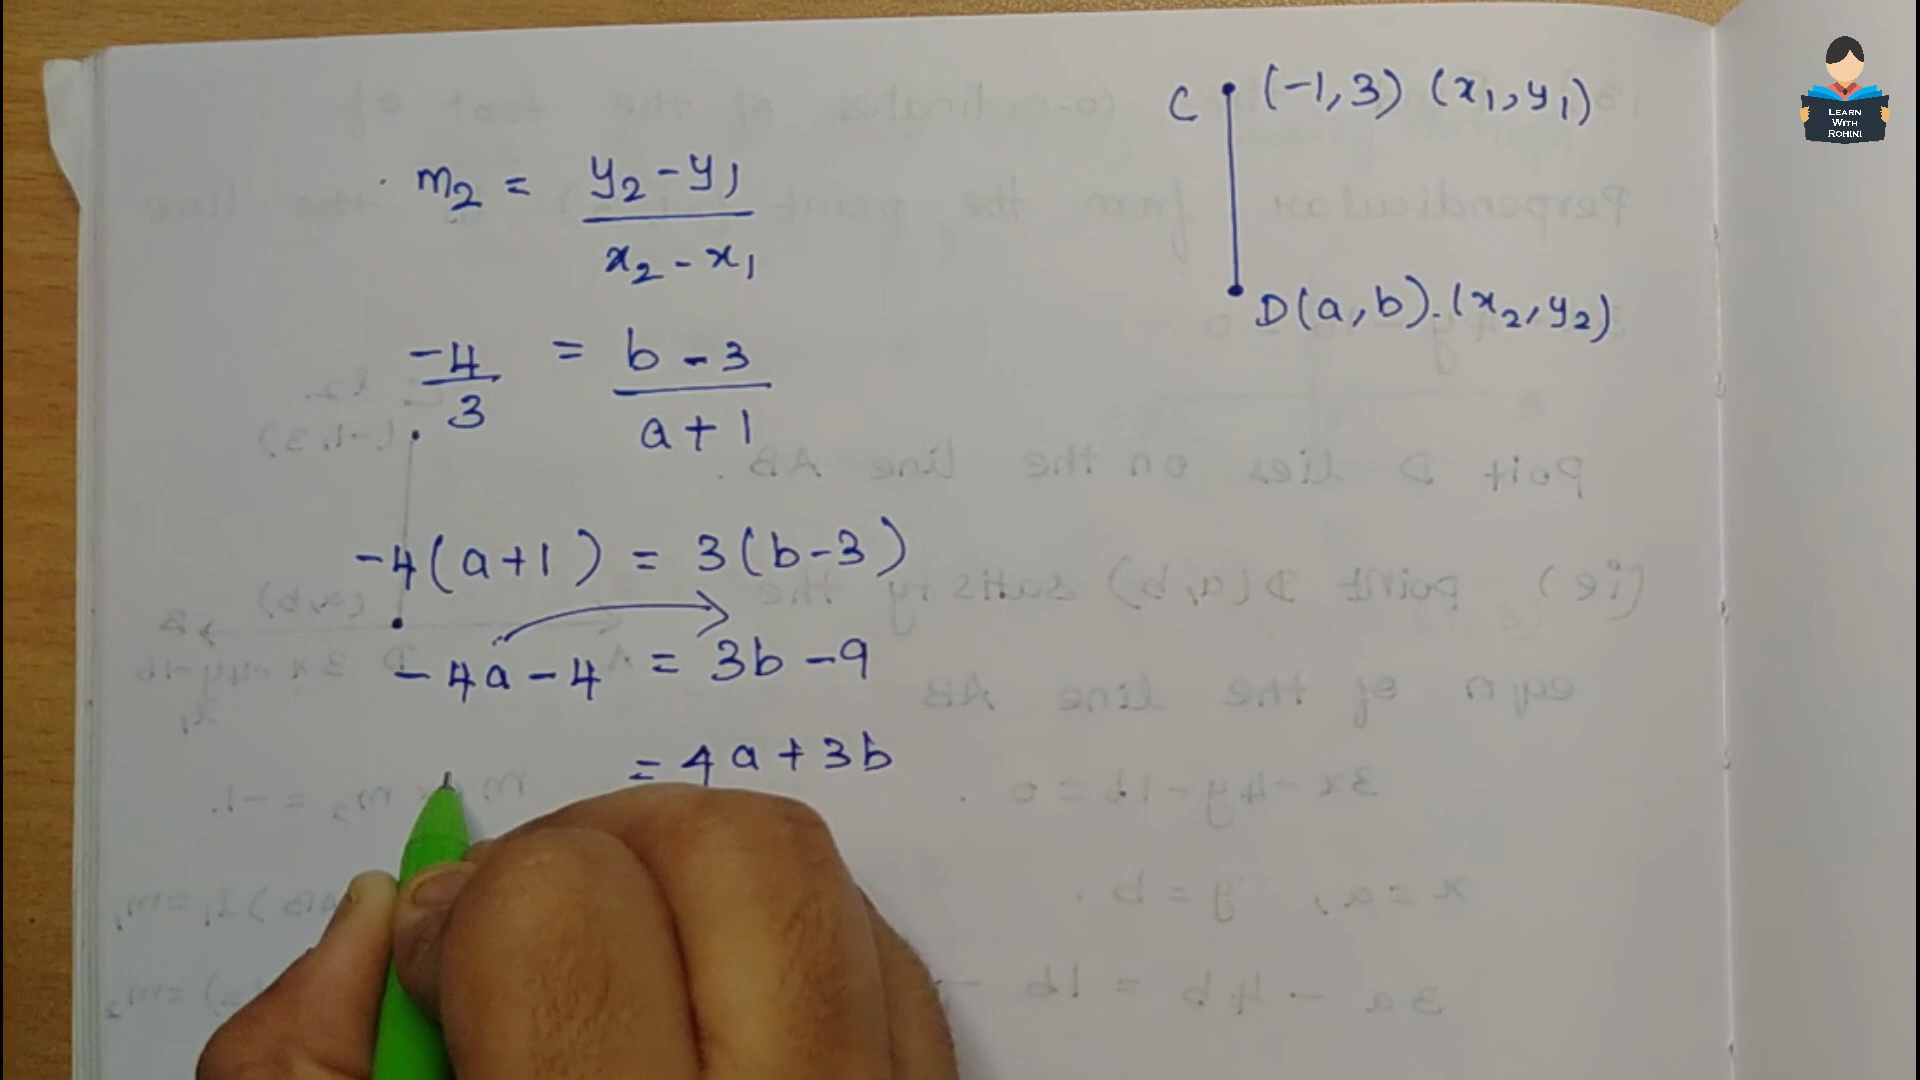 C (-1,3) (x₁,y₁)
m₂ = y₂-y₁
x₂-x₁
D(a,b).(x₂,y₂)
-4/3 = b-3
a+1
-4(a+1) = 3(b-3)
-4a-4 = 3b-9
= 4a+3b
LEARN
WITH
ROHINI